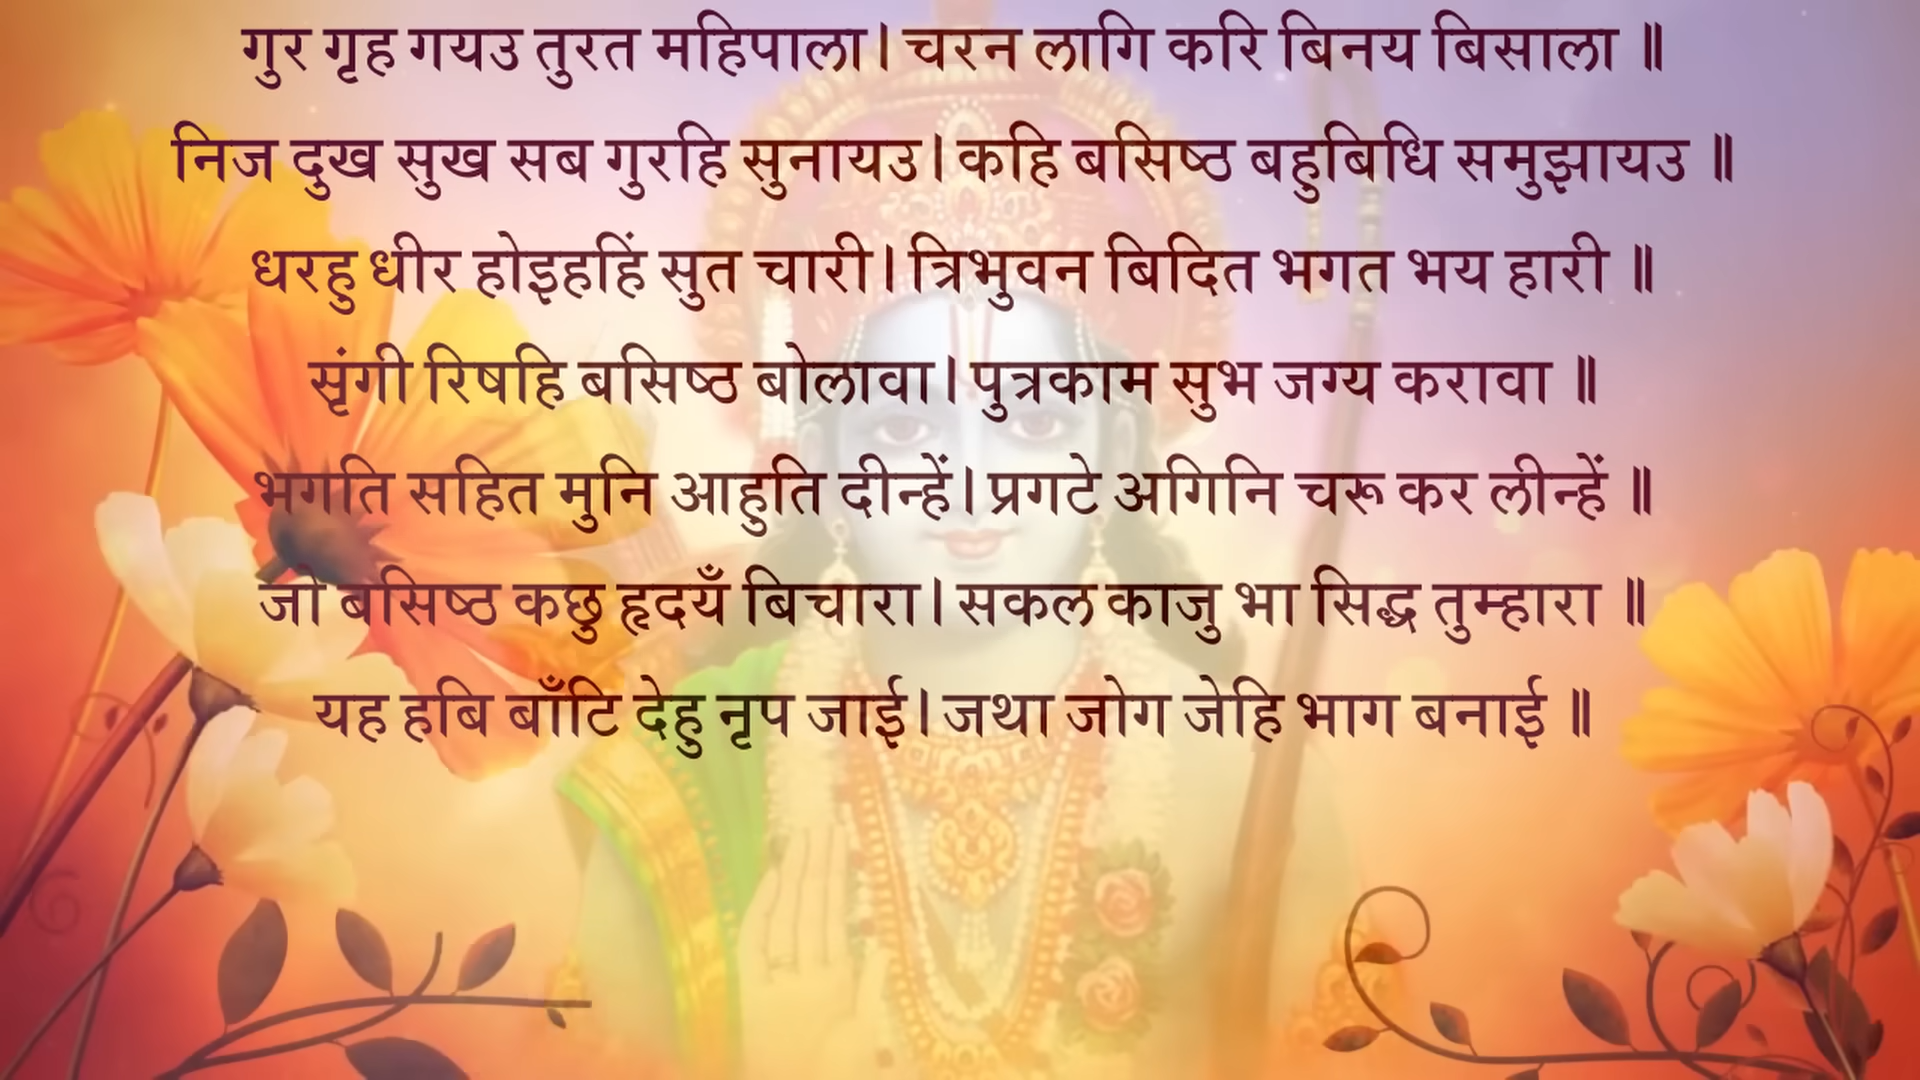 गुर गृह गयउ तुरत महिपाला। चरन लागि करि बिनय बिसाला ॥
निज दुख सुख सब गुरहि सुनायउ। कहि बसिष्ठ बहुबिधि समुझायउ ॥
धरहु धीर होइहहिं सुत चारी। त्रिभुवन बिदित भगत भय हारी ॥
सृंगी रिषहि बसिष्ठ बोलावा। पुत्रकाम सुभ जग्य करावा ॥
भगति सहित मुनि आहुति दीन्हें। प्रगटे अगिनि चरू कर लीन्हें ॥
जो बसिष्ठ कछु हृदयँ बिचारा। सकल काजु भा सिद्ध तुम्हारा ॥
यह हबि बाँटि देहु नृप जाई। जथा जोग जेहि भाग बनाई ॥